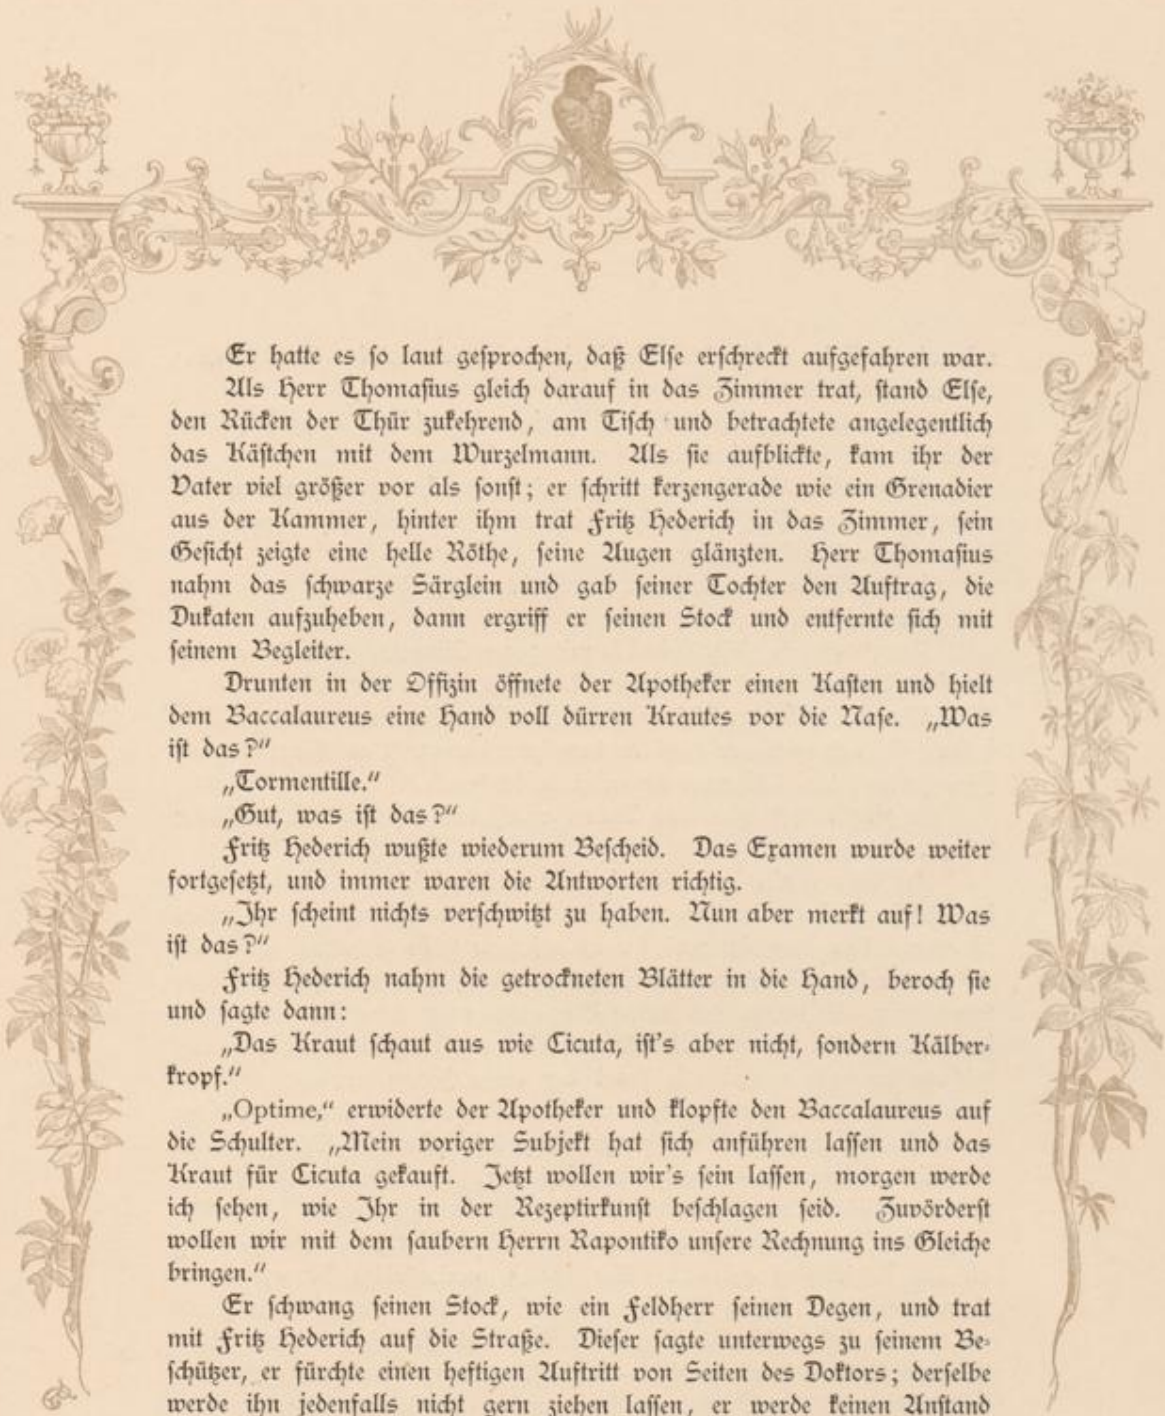 Er hatte es so laut gesprochen, daß Else erschreckt aufgefahren war.
Als Herr Thomasius gleich darauf in das Zimmer trat, stand Else,
den Rücken der Thür zukehrend, am Tisch und betrachtete angelegentlich
das Kästchen mit dem Wurzelmann. Als sie aufblickte, kam ihr der
Vater viel größer vor als sonst; er schritt kerzengerade wie ein Grenadier
aus der Kammer, hinter ihm trat Fritz Hederich in das Zimmer, sein
Gesicht zeigte eine helle Röthe, seine Augen glänzten. Herr Thomasius
nahm das schwarze Särglein und gab seiner Tochter den Auftrag, die
Dukaten aufzuheben, dann ergriff er seinen Stock und entfernte sich mit
seinem Begleiter.
Drunten in der Offizin öffnete der Apotheker einen Kasten und hielt
dem Baccalaureus eine Hand voll dürren Krautes vor die Nase. „Was
ist das?“
„Tormentille.“
„Gut, was ist das?“
Fritz Hederich wußte wiederum Bescheid. Das Examen wurde weiter
fortgesetzt, und immer waren die Antworten richtig.
„Ihr scheint nichts verschwitzt zu haben. Nun aber merkt auf! Was
ist das?“
Fritz Hederich nahm die getrockneten Blätter in die Hand, beroch sie
und sagte dann:
„Das Kraut schaut aus wie Cicuta, ist's aber nicht, sondern Kälber-
kropf.“
„Optime,“ erwiderte der Apotheker und klopfte den Baccalaureus auf
die Schulter. „Mein voriger Subjekt hat sich anführen lassen und das
Kraut für Cicuta gekauft. Jetzt wollen wir's sein lassen, morgen werde
ich sehen, wie Ihr in der Rezeptirkunst beschlagen seid. Zuvörderst
wollen wir mit dem saubern Herrn Rapontiko unsere Rechnung ins Gleiche
bringen.“
Er schwang seinen Stock, wie ein Feldherr seinen Degen, und trat
mit Fritz Hederich auf die Straße. Dieser sagte unterwegs zu seinem Be-
schützer, er fürchte einen heftigen Auftritt von Seiten des Doktors; derselbe
werde ihn jedenfalls nicht gern ziehen lassen, er werde keinen Anstand